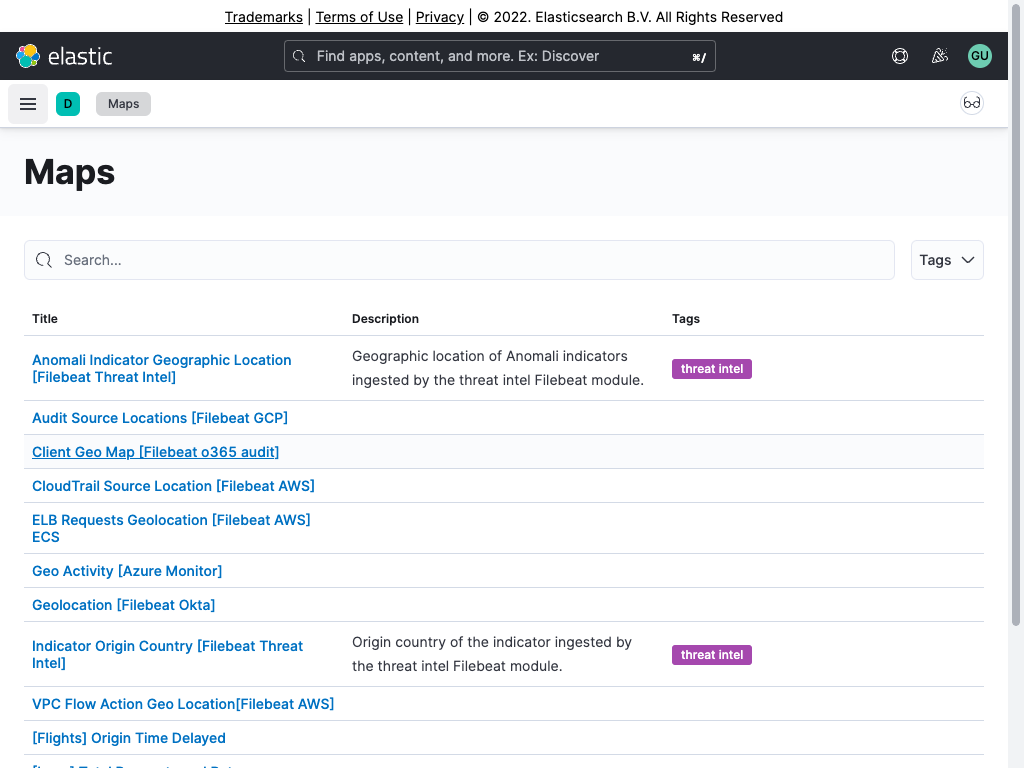 Trademarks | Terms of Use | Privacy | © 2022. Elasticsearch B.V. All Rights Reserved
elastic
Find apps, content, and more. Ex: Discover
⌘/
GU
D
Maps
Maps
Search...
Tags
Title Description Tags
Anomali Indicator Geographic Location
[Filebeat Threat Intel]
Geographic location of Anomali indicators
ingested by the threat intel Filebeat module.
threat intel
Audit Source Locations [Filebeat GCP]
Client Geo Map [Filebeat o365 audit]
CloudTrail Source Location [Filebeat AWS]
ELB Requests Geolocation [Filebeat AWS]
ECS
Geo Activity [Azure Monitor]
Geolocation [Filebeat Okta]
Indicator Origin Country [Filebeat Threat
Intel]
Origin country of the indicator ingested by
the threat intel Filebeat module.
threat intel
VPC Flow Action Geo Location[Filebeat AWS]
[Flights] Origin Time Delayed